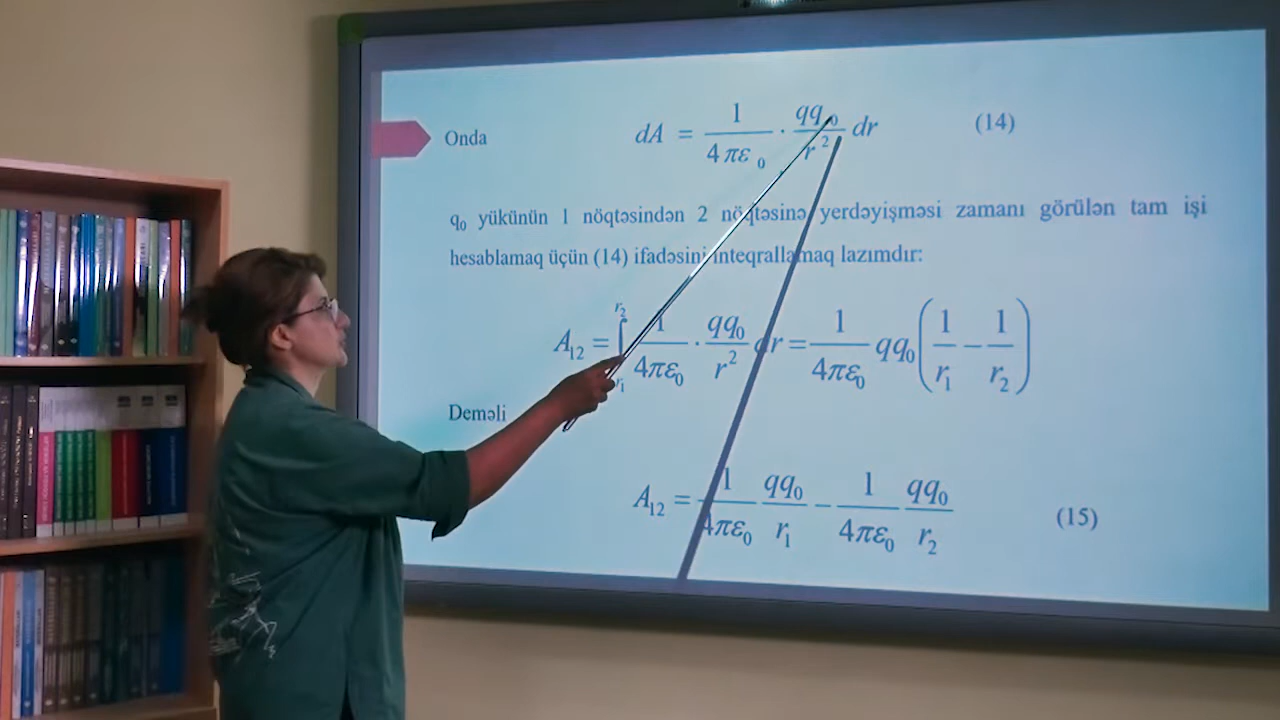 Onda dA = 1/(4πε₀) · qq₀/r² dr (14)
q₀ yükünün 1 nöqtəsindən 2 nöqtəsinə yerdəyişməsi zamanı görülən tam işi
hesablamaq üçün (14) ifadəsini inteqrallamaq lazımdır:
A₁₂ = ∫_{r₁}^{r₂} 1/(4πε₀) · qq₀/r² dr = 1/(4πε₀) qq₀ (1/r₁ − 1/r₂)
Deməli
A₁₂ = 1/(4πε₀) qq₀/r₁ − 1/(4πε₀) qq₀/r₂ (15)